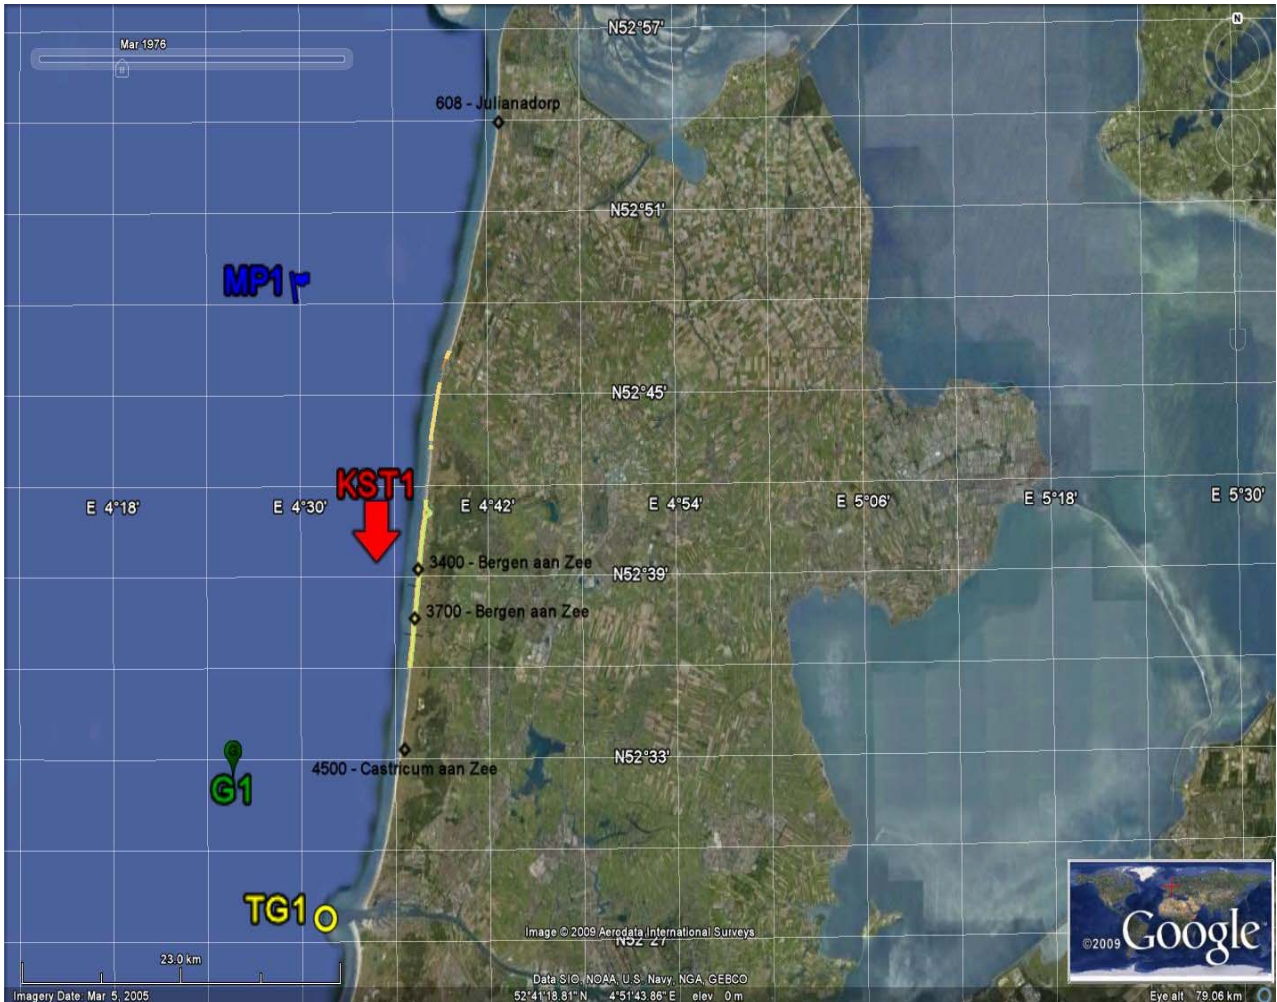 N52°57'
Mar 1976
N
608 - Julianadorp
N52°51'
MP1
N52°45'
KST1
E 4°18'
E 4°30'
E 4°42'
E 4°54'
E 5°06'
E 5°18'
E 5°30'
3400 - Bergen aan Zee
N52°39'
3700 - Bergen aan Zee
G
G1
N52°33'
4500 - Castricum aan Zee
TG1
Image © 2009 Aerodata International Surveys
N52°27'
©2009 Google
23.0 km
Data SIO, NOAA, U.S. Navy, NGA, GEBCO
Imagery Date: Mar 5, 2005
52°41'18.81" N 4°51'43.86" E elev 0 m
Eye alt 79.06 km